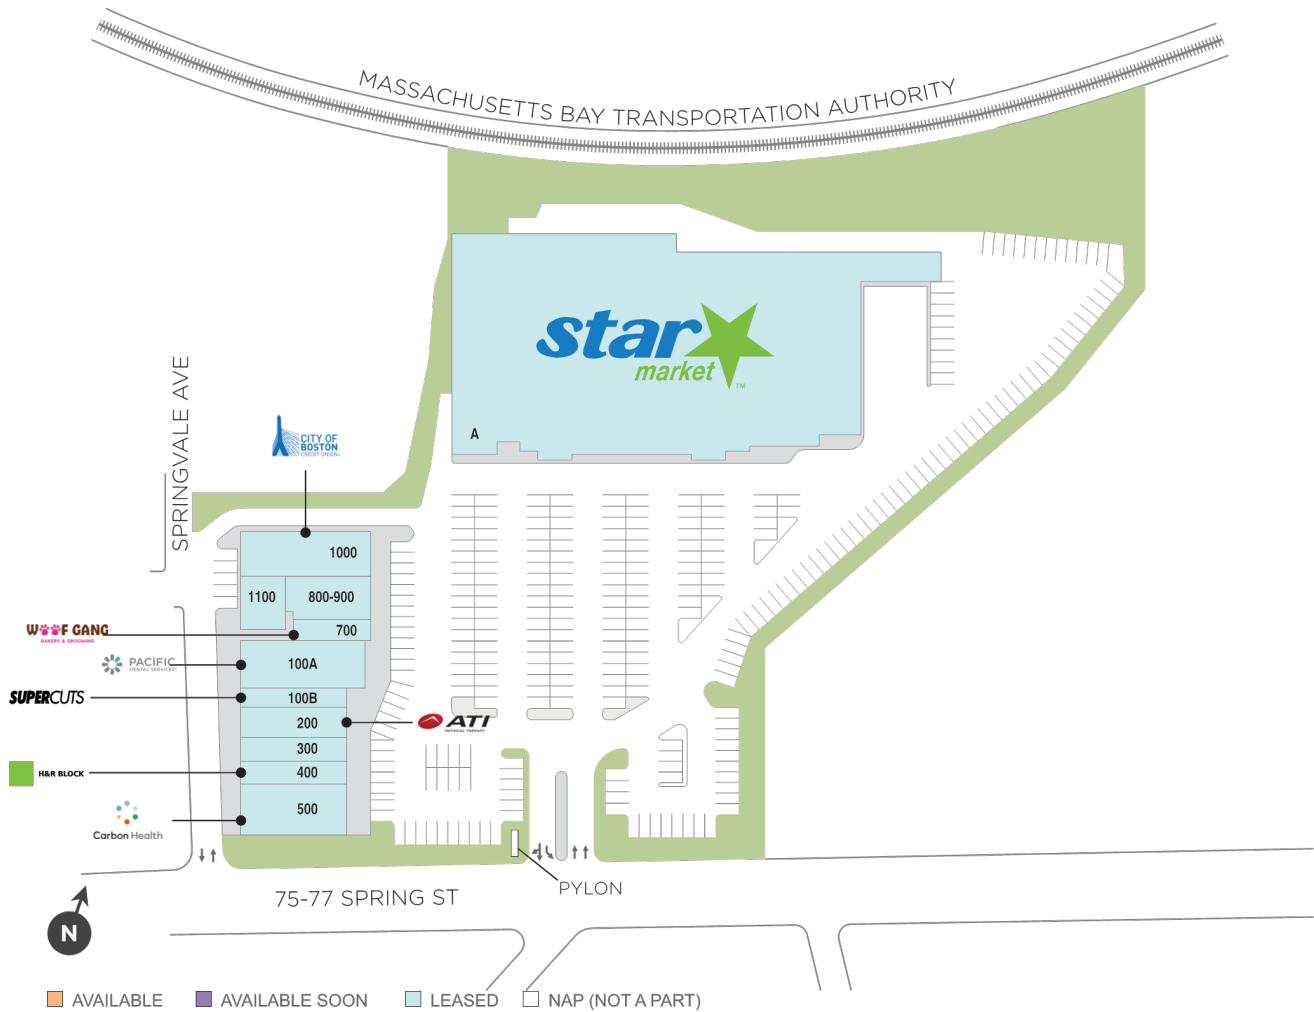 MASSACHUSETTS BAY TRANSPORTATION AUTHORITY
star
market
TM
A
SPRINGVALE AVE
CITY OF
BOSTON
CREDIT UNION
1000
1100
800-900
700
WOOF GANG
BAKERY & GROOMING
PACIFIC
DENTAL SERVICES
100A
SUPERCUTS
100B
200
ATI
PHYSICAL THERAPY
300
H&R BLOCK
400
500
Carbon Health
PYLON
75-77 SPRING ST
N
AVAILABLE
AVAILABLE SOON
LEASED
NAP (NOT A PART)